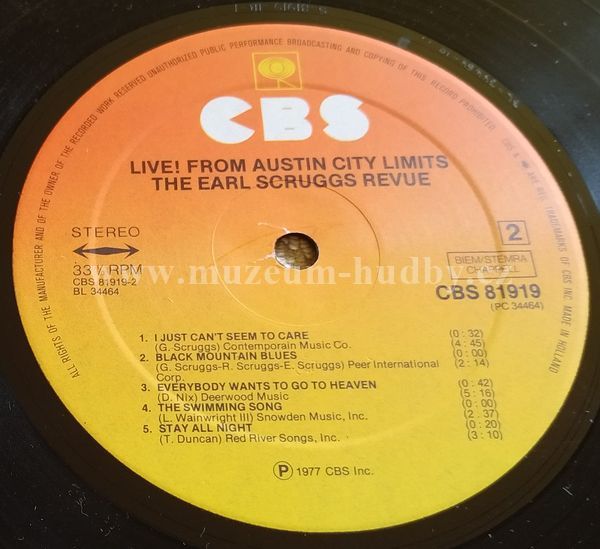 ALL RIGHTS OF THE MANUFACTURER AND OF THE OWNER OF THE RECORDED WORK RESERVED UNAUTHORIZED PUBLIC PERFORMANCE BROADCASTING AND COPYING OF THIS RECORD PROHIBITED
CBS & ARE REG. TRADEMARKS OF CBS INC MADE IN HOLLAND
CBS
LIVE! FROM AUSTIN CITY LIMITS
THE EARL SCRUGGS REVUE
STEREO
33⅓RPM
CBS 81919-2
BL 34464
2
BIEM/STEMRA
CHAPPELL
CBS 81919
(PC 34464)
www.muzeum-hudby.cz
1. I JUST CAN'T SEEM TO CARE (0:32)
(G. Scruggs) Contemporain Music Co. (4:45)
2. BLACK MOUNTAIN BLUES (0:00)
(G. Scruggs-R. Scruggs-E. Scruggs) Peer International (2:14)
Corp.
3. EVERYBODY WANTS TO GO TO HEAVEN (0:42)
(D. Nix) Deerwood Music (5:16)
4. THE SWIMMING SONG (0:00)
(L. Wainwright III) Snowden Music, Inc. (2.37)
5. STAY ALL NIGHT (0:20)
(T. Duncan) Red River Songs, Inc. (3:10)
Ⓟ 1977 CBS Inc.